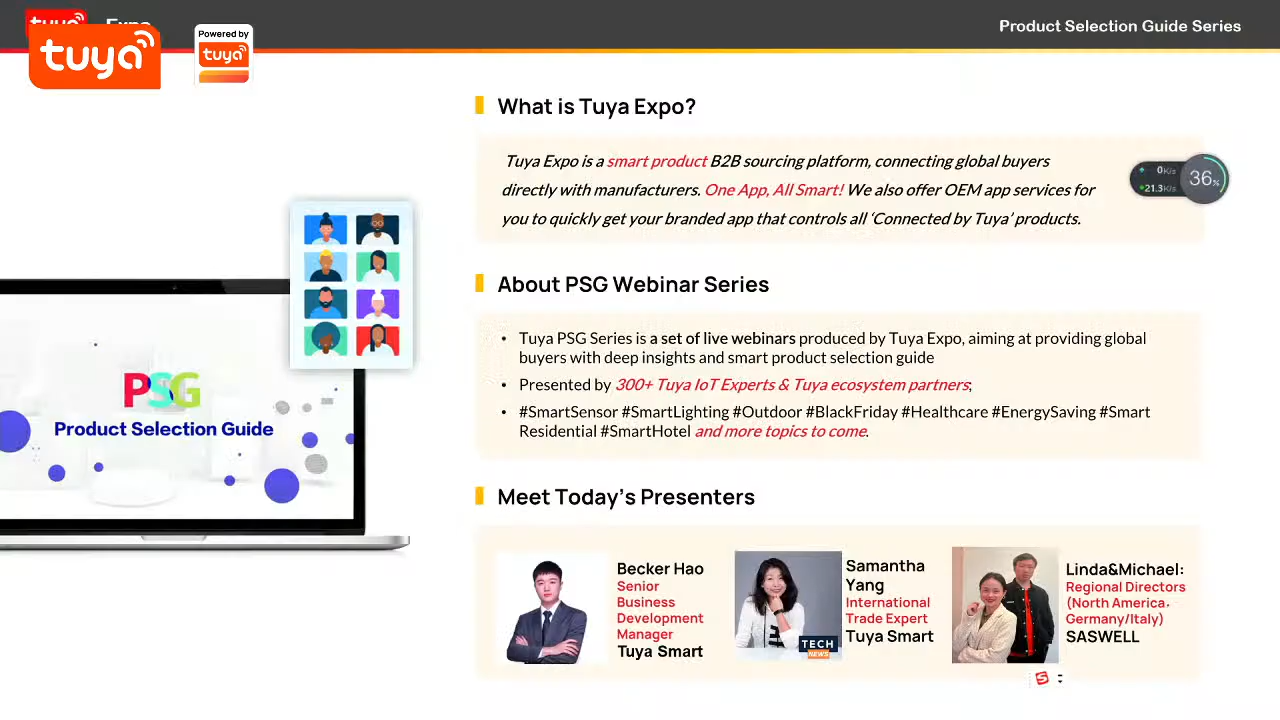 tuya
Expo
tuya
Powered by
tuya
Product Selection Guide Series
What is Tuya Expo?
Tuya Expo is a smart product B2B sourcing platform, connecting global buyers
directly with manufacturers. One App, All Smart! We also offer OEM app services for
you to quickly get your branded app that controls all ‘Connected by Tuya’ products.
0K/s
21.3K/s
36%
About PSG Webinar Series
• Tuya PSG Series is a set of live webinars produced by Tuya Expo, aiming at providing global
buyers with deep insights and smart product selection guide
• Presented by 300+ Tuya IoT Experts & Tuya ecosystem partners;
• #SmartSensor #SmartLighting #Outdoor #BlackFriday #Healthcare #EnergySaving #Smart
Residential #SmartHotel and more topics to come.
PSG
Product Selection Guide
Meet Today’s Presenters
Becker Hao
Senior
Business
Development
Manager
Tuya Smart
TECH
NEWS
Samantha
Yang
International
Trade Expert
Tuya Smart
Linda&Michael:
Regional Directors
(North America,
Germany/Italy)
SASWELL
S